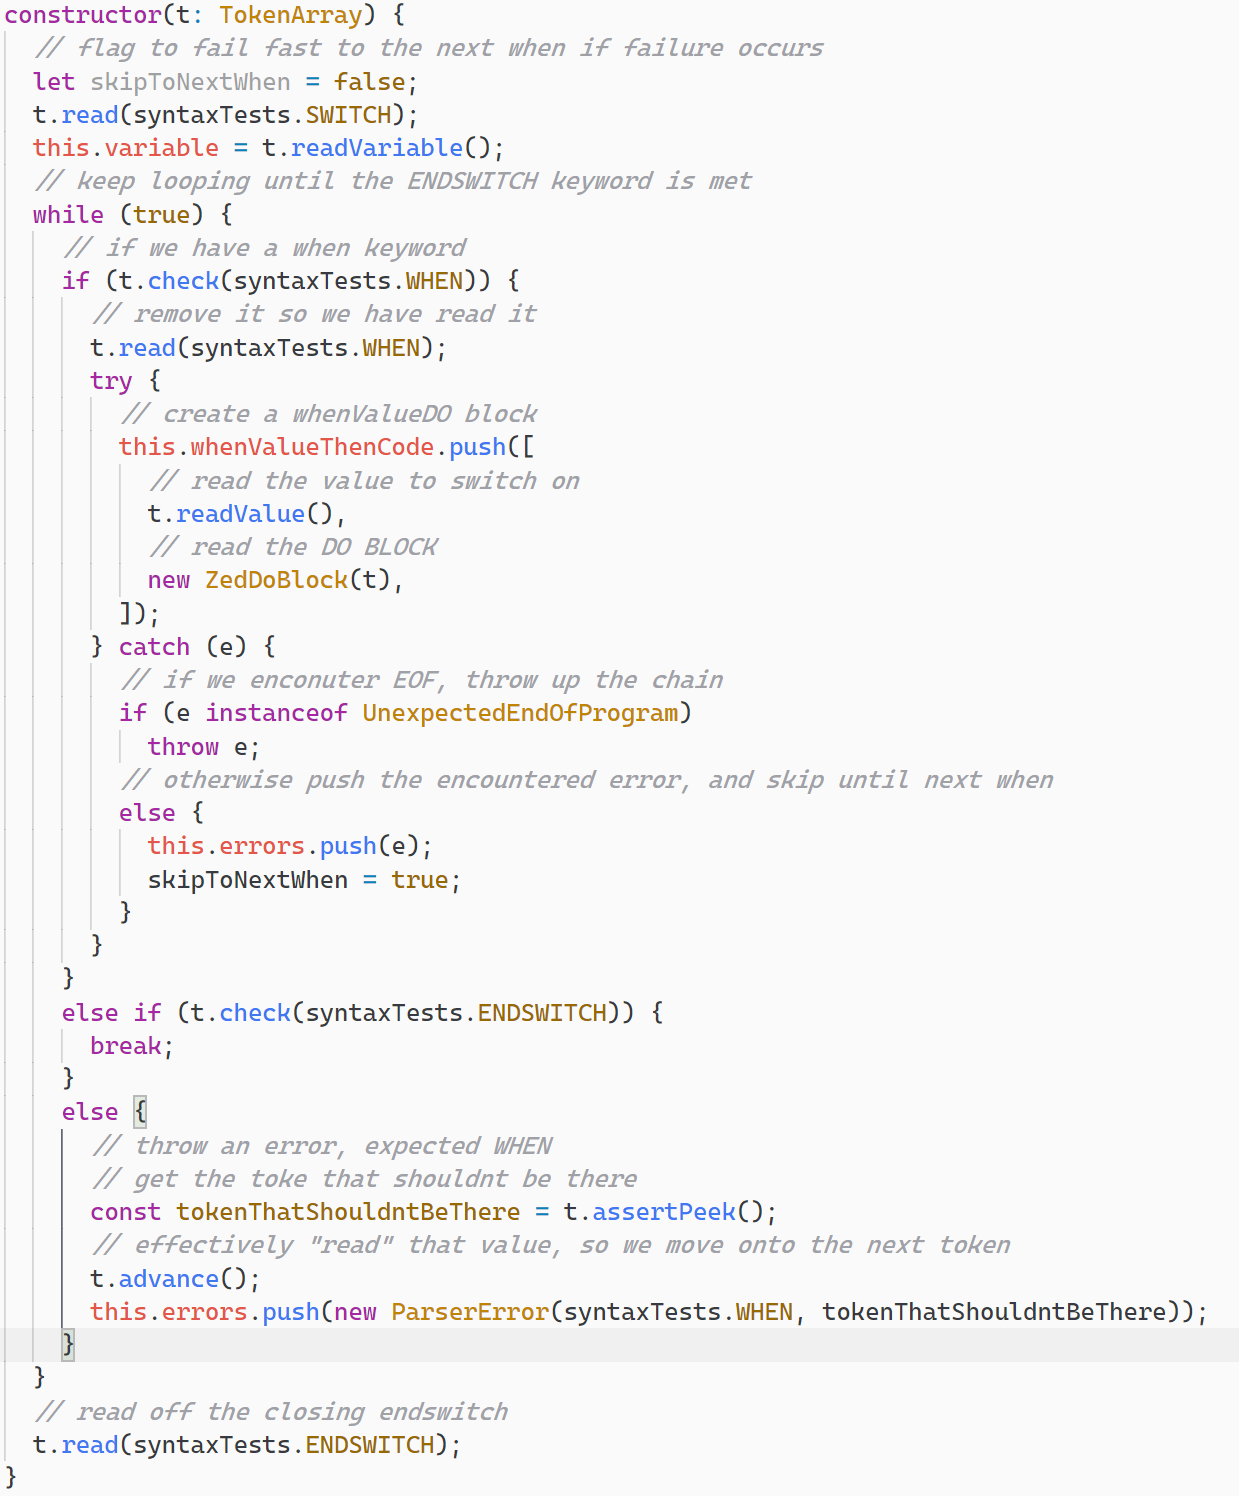 constructor(t: TokenArray) {
// flag to fail fast to the next when if failure occurs
let skipToNextWhen = false;
t.read(syntaxTests.SWITCH);
this.variable = t.readVariable();
// keep looping until the ENDSWITCH keyword is met
while (true) {
// if we have a when keyword
if (t.check(syntaxTests.WHEN)) {
// remove it so we have read it
t.read(syntaxTests.WHEN);
try {
// create a whenValueDO block
this.whenValueThenCode.push([
// read the value to switch on
t.readValue(),
// read the DO BLOCK
new ZedDoBlock(t),
]);
} catch (e) {
// if we enconuter EOF, throw up the chain
if (e instanceof UnexpectedEndOfProgram)
throw e;
// otherwise push the encountered error, and skip until next when
else {
this.errors.push(e);
skipToNextWhen = true;
}
}
}
else if (t.check(syntaxTests.ENDSWITCH)) {
break;
}
else {
// throw an error, expected WHEN
// get the toke that shouldnt be there
const tokenThatShouldntBeThere = t.assertPeek();
// effectively "read" that value, so we move onto the next token
t.advance();
this.errors.push(new ParserError(syntaxTests.WHEN, tokenThatShouldntBeThere));
}
}
// read off the closing endswitch
t.read(syntaxTests.ENDSWITCH);
}